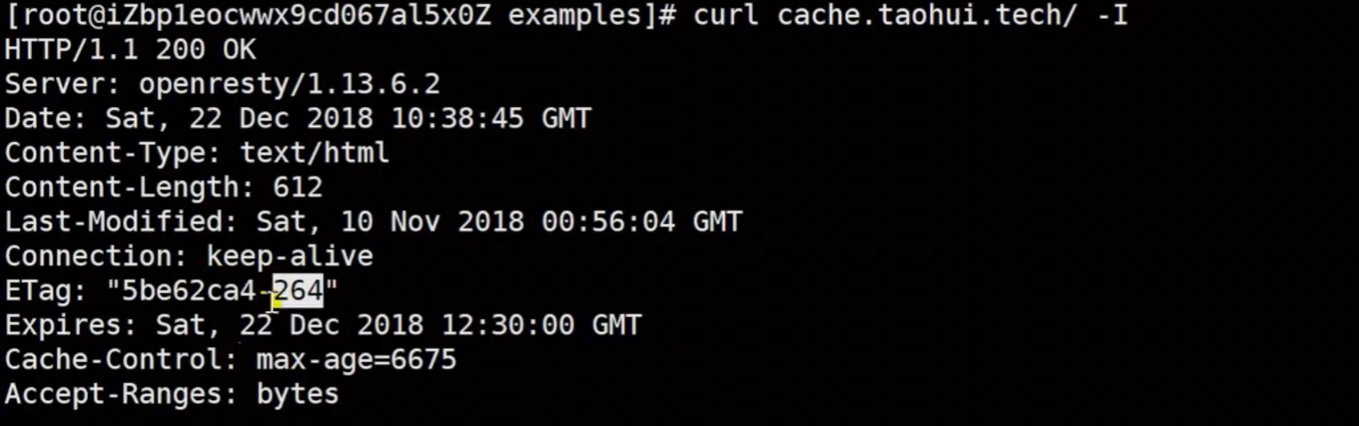 [root@iZbp1eocwwx9cd067al5x0Z examples]# curl cache.taohui.tech/ -I
HTTP/1.1 200 OK
Server: openresty/1.13.6.2
Date: Sat, 22 Dec 2018 10:38:45 GMT
Content-Type: text/html
Content-Length: 612
Last-Modified: Sat, 10 Nov 2018 00:56:04 GMT
Connection: keep-alive
ETag: "5be62ca4-264"
Expires: Sat, 22 Dec 2018 12:30:00 GMT
Cache-Control: max-age=6675
Accept-Ranges: bytes